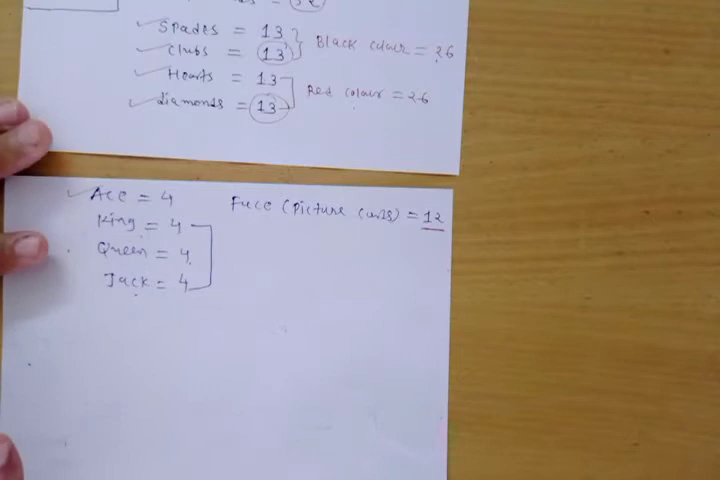 52
Spades = 13
Clubs = 13
Black colour = 26
Hearts = 13
diamonds = 13
Red colour = 26
Ace = 4
King = 4
Queen = 4
Jack = 4
Face (Picture Cards) = 12